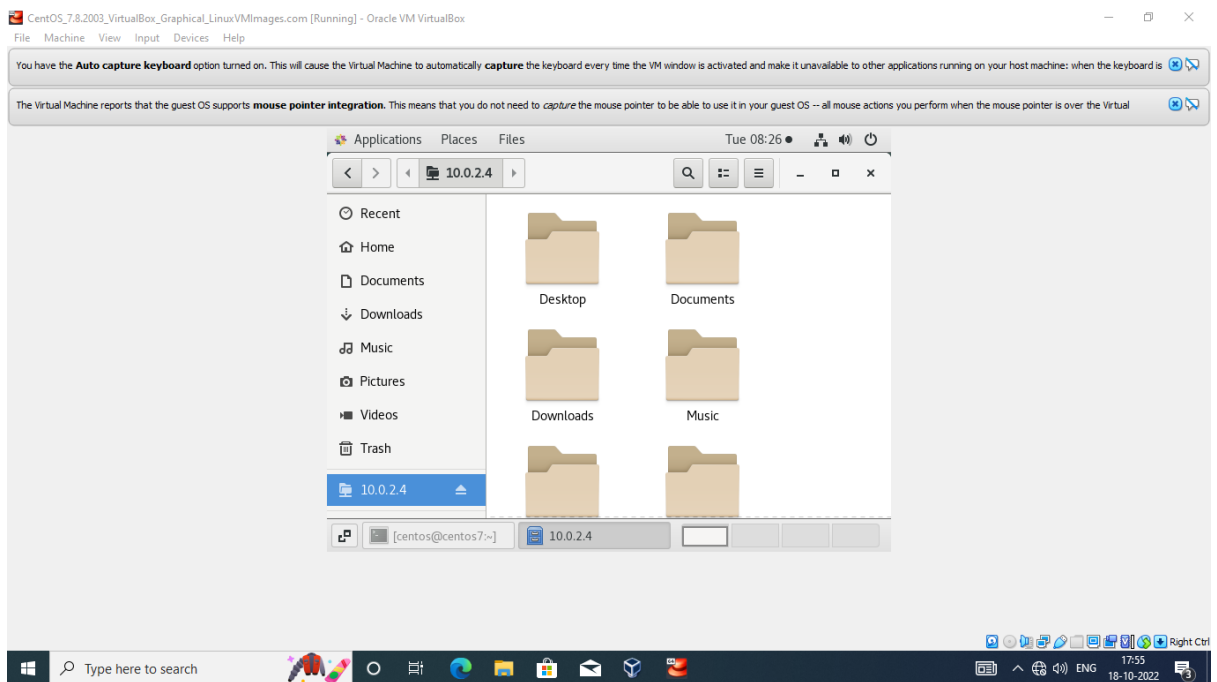 CentOS_7.8.2003_VirtualBox_Graphical_LinuxVMImages.com [Running] - Oracle VM VirtualBox
File Machine View Input Devices Help
You have the Auto capture keyboard option turned on. This will cause the Virtual Machine to automatically capture the keyboard every time the VM window is activated and make it unavailable to other applications running on your host machine: when the keyboard is
The Virtual Machine reports that the guest OS supports mouse pointer integration. This means that you do not need to capture the mouse pointer to be able to use it in your guest OS -- all mouse actions you perform when the mouse pointer is over the Virtual
Applications Places Files Tue 08:26
10.0.2.4
Recent
Home
Documents
Downloads
Music
Pictures
Videos
Trash
10.0.2.4
Desktop Documents
Downloads Music
[centos@centos7:~] 10.0.2.4
Right Ctrl
Type here to search
ENG
17:55
18-10-2022
3